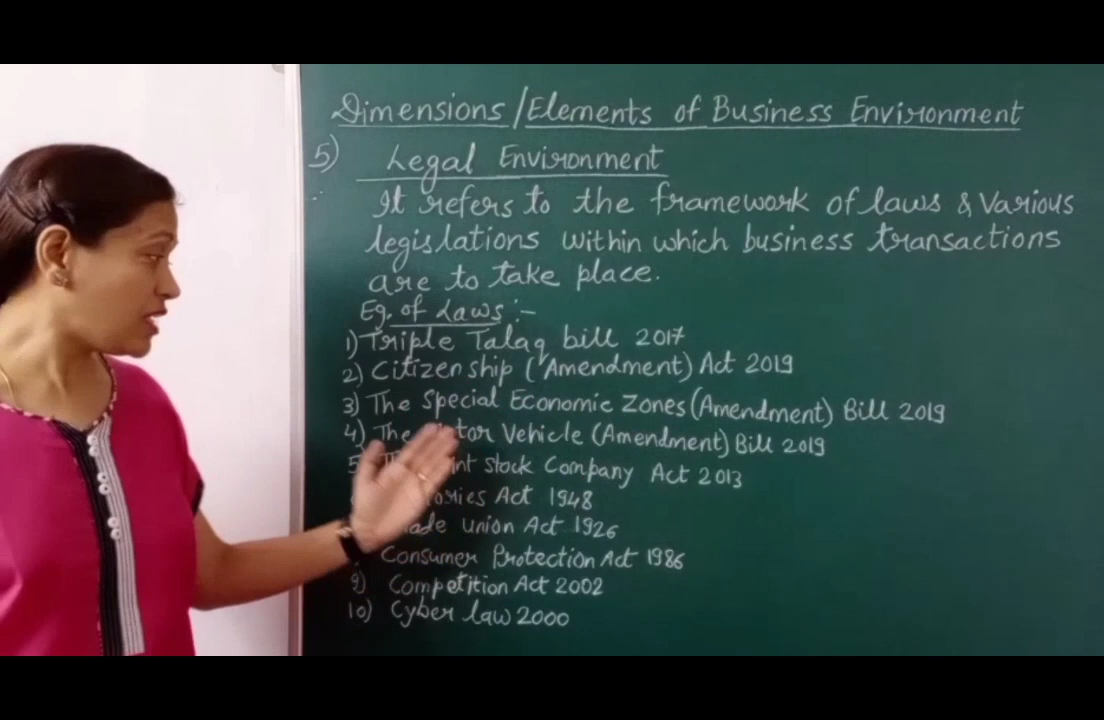 Dimensions/Elements of Business Environment
5) Legal Environment
It refers to the framework of laws & Various
legislations within which business transactions
are to take place.
Eg. of Laws :-
1) Triple Talaq bill 2017
2) Citizenship (Amendment) Act 2019
3) The Special Economic Zones (Amendment) Bill 2019
4) The Vehicle (Amendment) Bill 2019
5 stock Company Act 2013
Act 1948
union Act 1926
Consumer Protection Act 1986
9) Competition Act 2002
10) Cyber law 2000